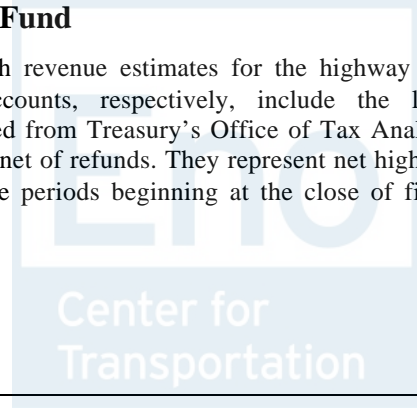 Fund
h revenue estimates for the highway
ccounts, respectively, include the l
ed from Treasury's Office of Tax Anal
net of refunds. They represent net high
e periods beginning at the close of fi
Eno
Center for
Transportation